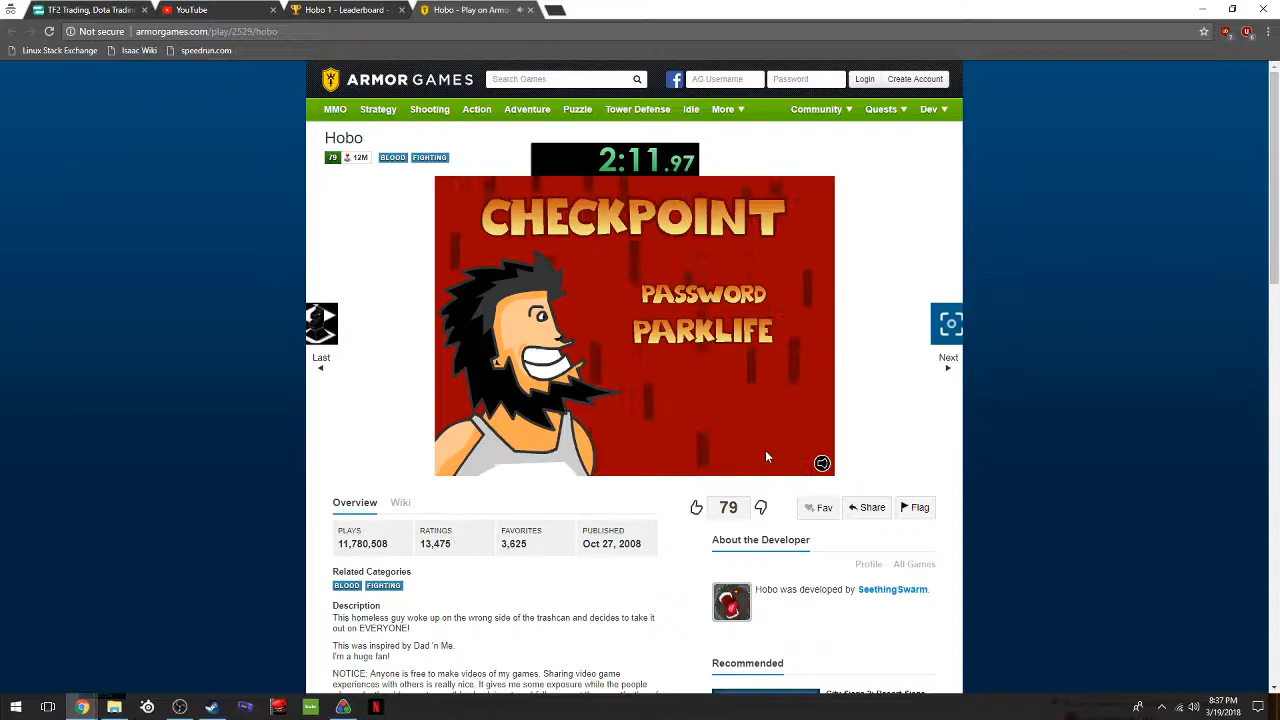 TF2 Trading, Dota Tradin
YouTube
Hobo 1 - Leaderboard -
Hobo - Play on Armo
Not secure
armorgames.com/play/2529/hobo
Linux Stack Exchange
Isaac Wiki
speedrun.com
ARMOR GAMES
Search Games
AG Username
Password
Login
Create Account
MMO
Strategy
Shooting
Action
Adventure
Puzzle
Tower Defense
Idle
More
Community
Quests
Dev
Hobo
79
12M
BLOOD
FIGHTING
2:11.97
CHECKPOINT
PASSWORD
PARKLIFE
Last
Next
Overview
Wiki
79
Fav
Share
Flag
PLAYS
11,780,508
RATINGS
13,475
FAVORITES
3,625
PUBLISHED
Oct 27, 2008
Related Categories
BLOOD
FIGHTING
Description
This homeless guy woke up on the wrong side of the trashcan and decides to take it
out on EVERYONE!
This was inspired by Dad 'n Me.
I'm a huge fan!
NOTICE: Anyone is free to make videos of my games. Sharing video game
experiences with others is really nice. It gives me some exposure while the people
About the Developer
Profile
All Games
Hobo was developed by SeethingSwarm.
Recommended
8:37 PM
3/19/2018